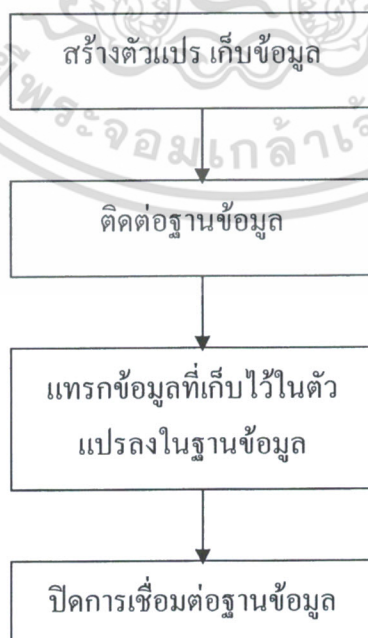 สร้างตัวแปร เก็บข้อมูล
ติดต่อฐานข้อมูล
แทรกข้อมูลที่เก็บไว้ในตัว
แปรลงในฐานข้อมูล
ปิดการเชื่อมต่อฐานข้อมูล